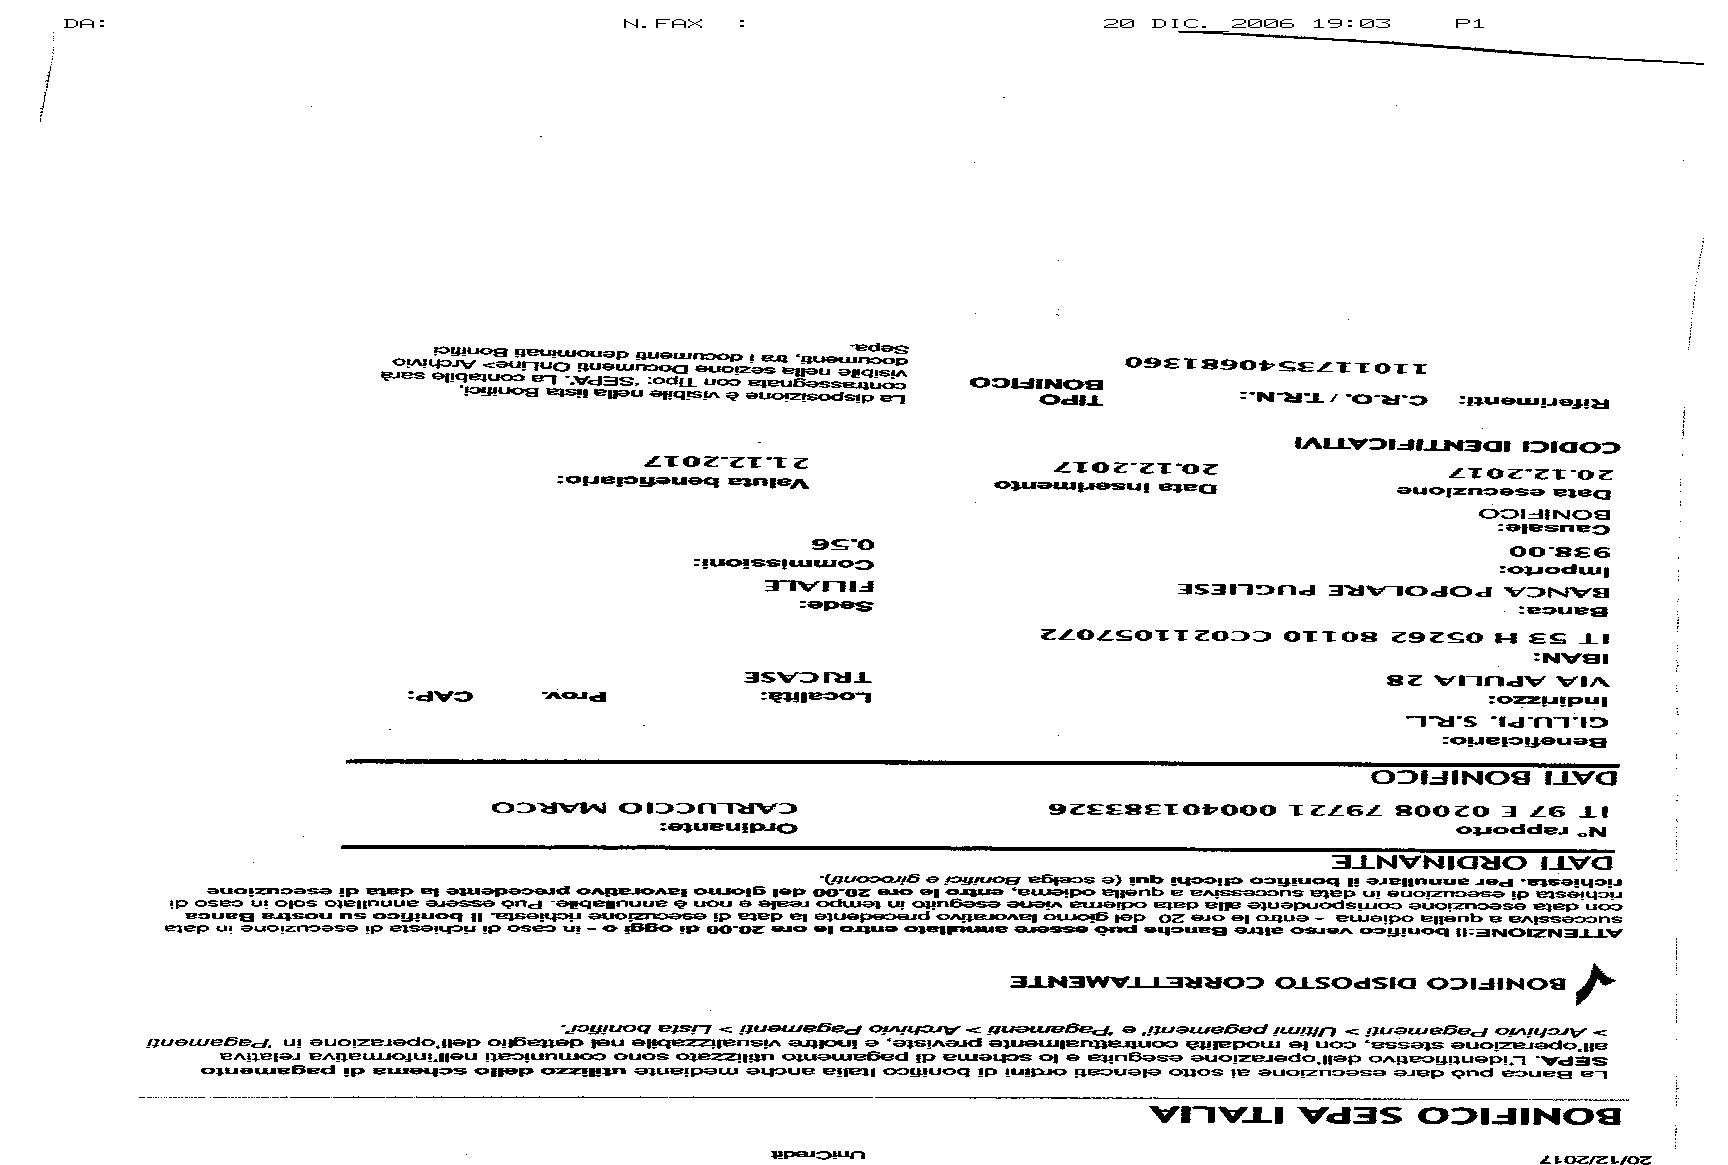 DA: N.FAX : 20 DIC. 2006 19:03 P1
20/12/2017 UniCredit
BONIFICO SEPA ITALIA
La Banca può dare esecuzione ai sotto elencati ordini di bonifico Italia anche mediante utilizzo dello schema di pagamento
SEPA. L'identificativo dell'operazione eseguita e lo schema di pagamento utilizzato sono comunicati nell'informativa relativa
all'operazione stessa, con le modalità contrattualmente previste, e inoltre visualizzabile nel dettaglio dell'operazione in "Pagamenti
> Archivio Pagamenti > Ultimi pagamenti" e "Pagamenti > Archivio Pagamenti > Lista bonifici".
BONIFICO DISPOSTO CORRETTAMENTE
ATTENZIONE:Il bonifico verso altre Banche può essere annullato entro le ore 20.00 di oggi o - in caso di richiesta di esecuzione in data
successiva a quella odierna - entro le ore 20 del giorno lavorativo precedente la data di esecuzione richiesta. Il bonifico su nostra Banca
con data esecuzione corrispondente alla data odierna viene eseguito in tempo reale e non è annullabile. Può essere annullato solo in caso di
richiesta di esecuzione in data successiva a quella odierna, entro le ore 20.00 del giorno lavorativo precedente la data di esecuzione
richiesta. Per annullare il bonifico clicchi qui (e scelga Bonifici e giroconti).
DATI ORDINANTE
N° rapporto Ordinante:
IT 97 E 02008 79721 000401383326 CARLUCCIO MARCO
DATI BONIFICO
Beneficiario:
GI.LU.PI. S.R.L.
Indirizzo: Località: Prov. CAP:
VIA APULIA 28 TRICASE
IBAN:
IT 53 H 05262 80110 CC0211057072
Banca: Sede:
BANCA POPOLARE PUGLIESE FILIALE
Importo: Commissioni:
938.00 0.56
Causale:
BONIFICO
Data esecuzione Data inserimento Valuta beneficiario:
20.12.2017 20.12.2017 21.12.2017
CODICI IDENTIFICATIVI
Riferimenti: C.R.O. / T.R.N.: TIPO
BONIFICO
1101173540681360
La disposizione è visibile nella lista Bonifici,
contrassegnata con Tipo: "SEPA". La contabile sarà
visibile nella sezione Documenti OnLine> Archivio
documenti, tra i documenti denominati Bonifici
Sepa.